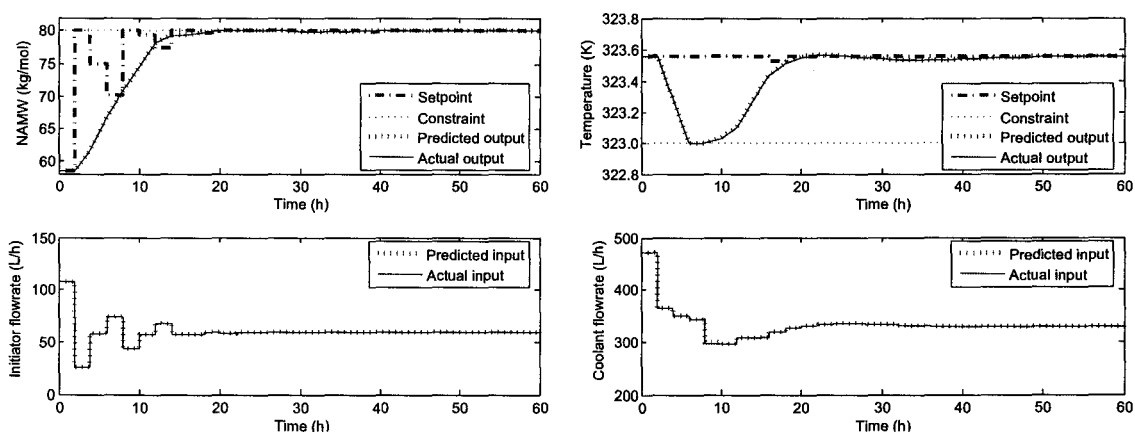 NAMW (kg/mol)
80
75
70
65
60
Setpoint
Constraint
Predicted output
Actual output
0 10 20 30 40 50 60
Time (h)
Temperature (K)
323.8
323.6
323.4
323.2
323.0
322.8
Setpoint
Constraint
Predicted output
Actual output
0 10 20 30 40 50 60
Time (h)
Initiator flowrate (L/h)
150
100
50
0
Predicted input
Actual input
0 10 20 30 40 50 60
Time (h)
Coolant flowrate (L/h)
500
400
300
200
Predicted input
Actual input
0 10 20 30 40 50 60
Time (h)